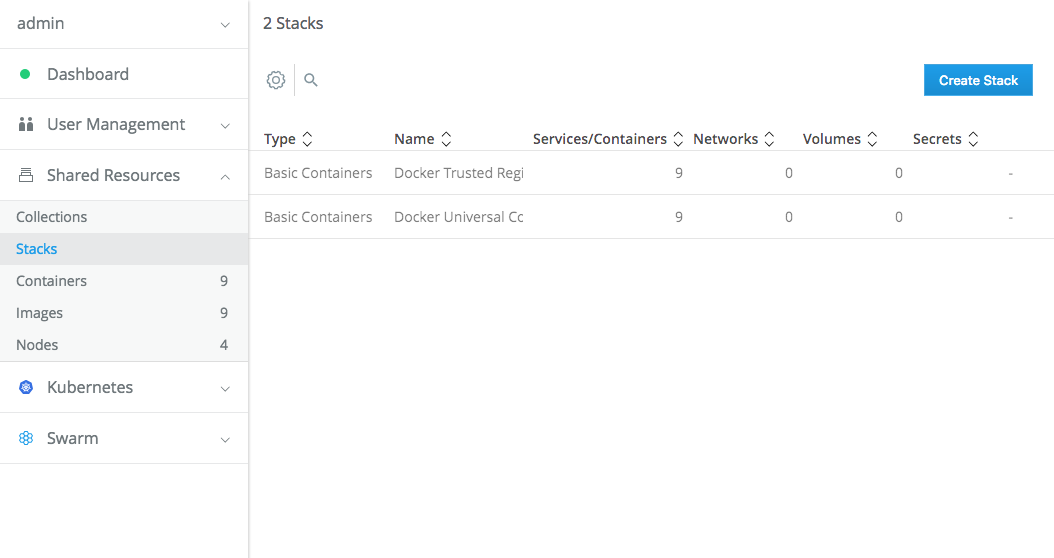 admin
Dashboard
User Management
Shared Resources
Collections
Stacks
Containers 9
Images 9
Nodes 4
Kubernetes
Swarm
2 Stacks
Create Stack
Type Name Services/Containers Networks Volumes Secrets
Basic Containers Docker Trusted Regi 9 0 0 -
Basic Containers Docker Universal Cc 9 0 0 -